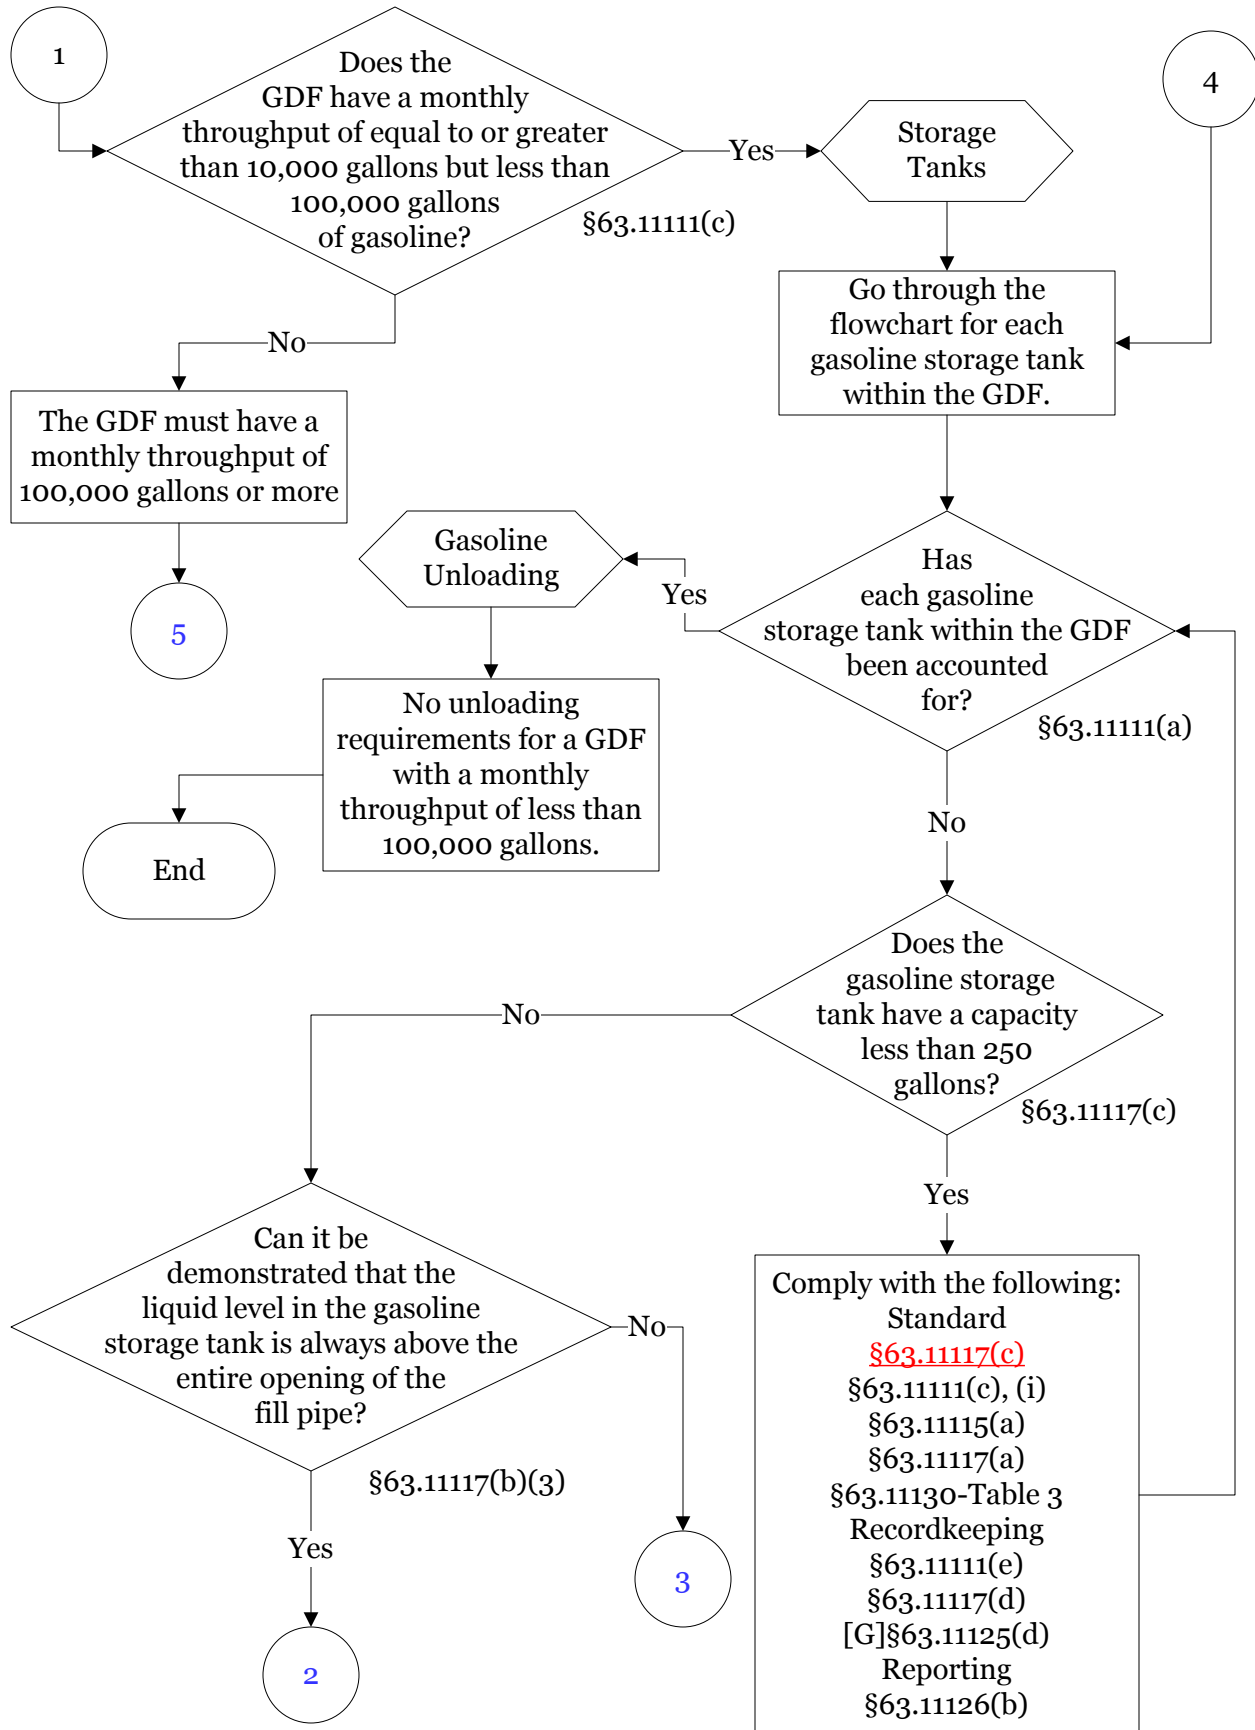 1
Does the
GDF have a monthly
throughput of equal to or greater
than 10,000 gallons but less than
100,000 gallons
of gasoline?
§63.11111(c)
Yes
Storage
Tanks
4
No
The GDF must have a
monthly throughput of
100,000 gallons or more
5
Go through the
flowchart for each
gasoline storage tank
within the GDF.
Has
each gasoline
storage tank within the GDF
been accounted
for?
§63.11111(a)
Yes
Gasoline
Unloading
No unloading
requirements for a GDF
with a monthly
throughput of less than
100,000 gallons.
End
No
Does the
gasoline storage
tank have a capacity
less than 250
gallons?
§63.11117(c)
No
Can it be
demonstrated that the
liquid level in the gasoline
storage tank is always above the
entire opening of the
fill pipe?
§63.11117(b)(3)
No
3
Yes
2
Yes
Comply with the following:
Standard
§63.11117(c)
§63.11111(c), (i)
§63.11115(a)
§63.11117(a)
§63.11130-Table 3
Recordkeeping
§63.11111(e)
§63.11117(d)
[G]§63.11125(d)
Reporting
§63.11126(b)